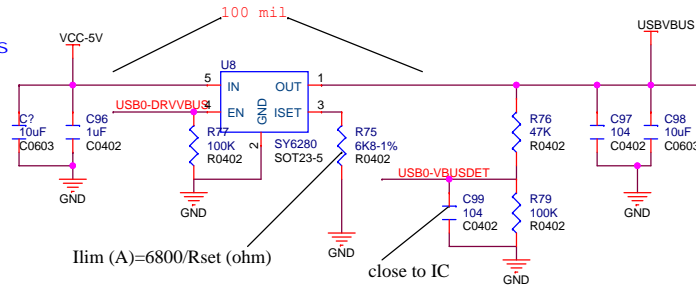 100 mil
S
VCC-5V
USBVBUS
U8
5 IN OUT 1
USB0-DRVVBUS 4 EN ISET 3
GND
2
SY6280
SOT23-5
C?
10uF
C0603
C96
1uF
C0402
R77
100K
R0402
R75
6K8-1%
R0402
R76
47K
R0402
C97
104
C0402
C98
10uF
C0603
USB0-VBUSDET
C99
104
C0402
R79
100K
R0402
GND
GND
GND
GND
GND
GND
Ilim (A)=6800/Rset (ohm)
close to IC